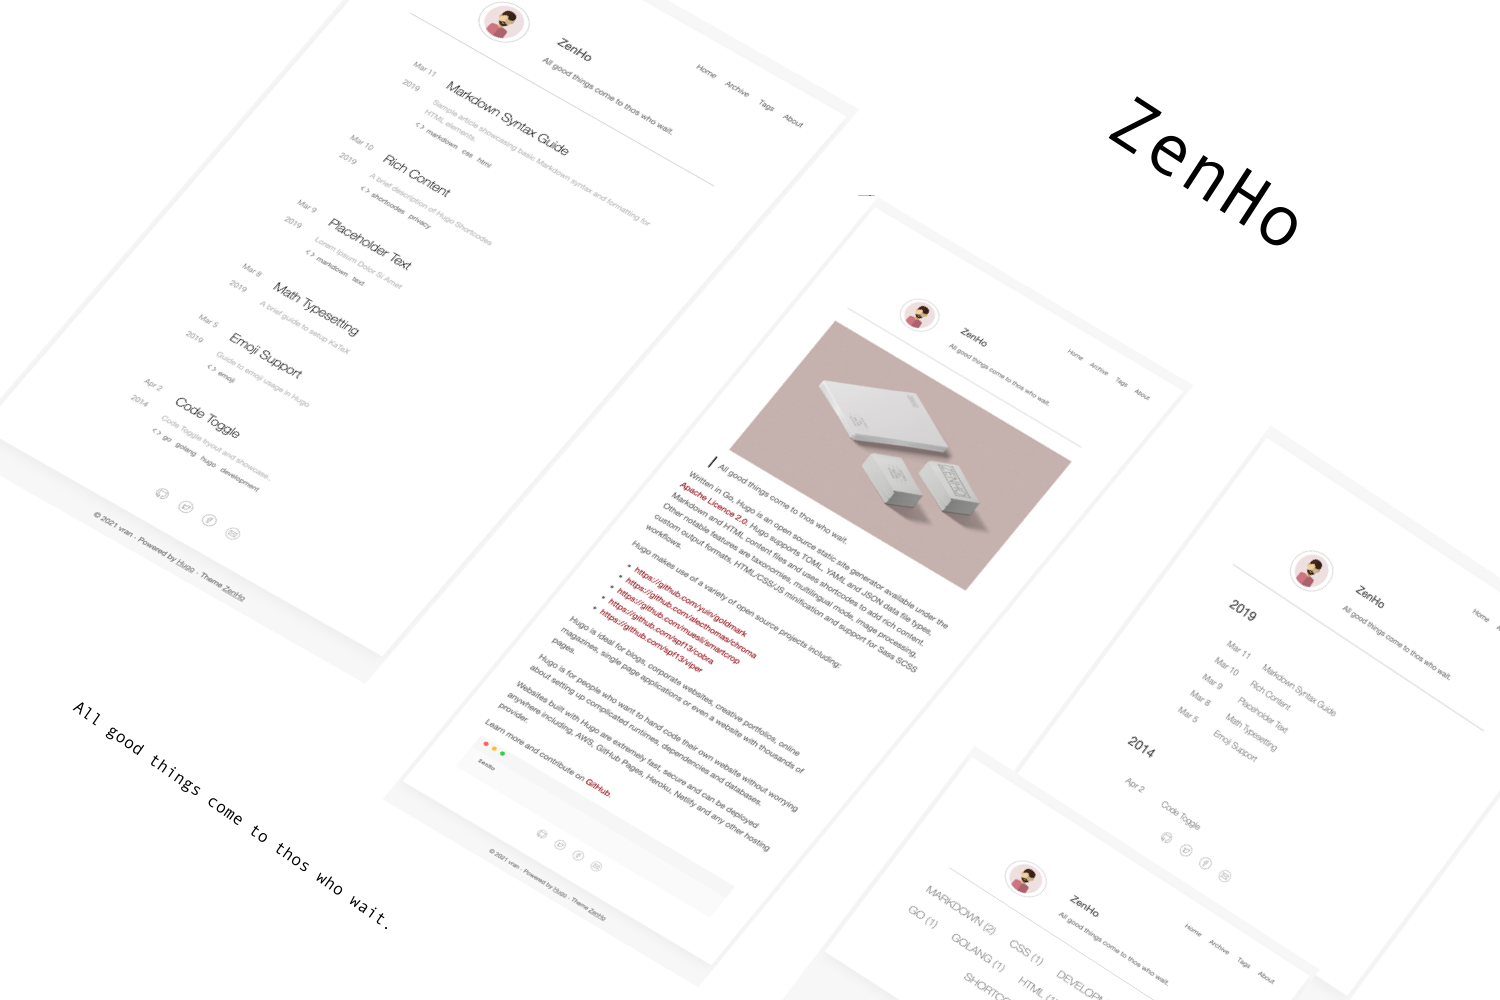 ZenHo
All good things come to thos who wait.
Home Archive Tags About
Mar 11
2019
Markdown Syntax Guide
Sample article showcasing basic Markdown syntax and formatting for
HTML elements.
<> markdown css html
Mar 10
2019
Rich Content
A brief description of Hugo Shortcodes
<> shortcodes privacy
Mar 9
2019
Placeholder Text
Lorem Ipsum Dolor Si Amet
<> markdown text
Mar 8
2019
Math Typesetting
A brief guide to setup KaTeX
Mar 5
2019
Emoji Support
Guide to emoji usage in Hugo
<> emoji
Apr 2
2014
Code Toggle
Code Toggle tryout and showcase..
<> go golang hugo development
© 2021 vran - Powered by Hugo - Theme ZenHo
ZenHo
All good things come to thos who wait.
ZenHo
All good things come to thos wait.
Home Archive Tags About
All good things come to thos who wait.
Written in Go, Hugo is an open source static site generator available under the
Apache Licence 2.0. Hugo supports TOML, YAML and JSON data file types,
Markdown and HTML content files and uses shortcodes to add rich content.
Other notable features are taxonomies, multilingual mode, image processing,
custom output formats, HTML/CSS/JS minification and support for Sass SCSS
workflows.
Hugo makes use of a variety of open source projects including:
https://github.com/yuin/goldmark
https://github.com/alecthomas/chroma
https://github.com/muesli/smartcrop
https://github.com/spf13/cobra
https://github.com/spf13/viper
Hugo is ideal for blogs, corporate websites, creative portfolios, online
magazines, single page applications or even a website with thousands of
pages.
Hugo is for people who want to hand code their own website without worrying
about setting up complicated runtimes, dependencies and databases.
Websites built with Hugo are extremely fast, secure and can be deployed
anywhere including, AWS, GitHub Pages, Heroku, Netlify and any other hosting
provider.
Learn more and contribute on GitHub.
ZenHo
© 2021 vran - Powered by Hugo - Theme ZenHo
ZenHo
All good things come to thos who wait.
Home
2019
Mar 11 Markdown Syntax Guide
Mar 10 Rich Content
Mar 9 Placeholder Text
Mar 8 Math Typesetting
Mar 5 Emoji Support
2014
Apr 2 Code Toggle
ZenHo
All good things come to thos who wait.
Home Archive Tags About
MARKDOWN (2) CSS (1) DEVELOP
GO (1) GOLANG (1) HTML
SHORTC